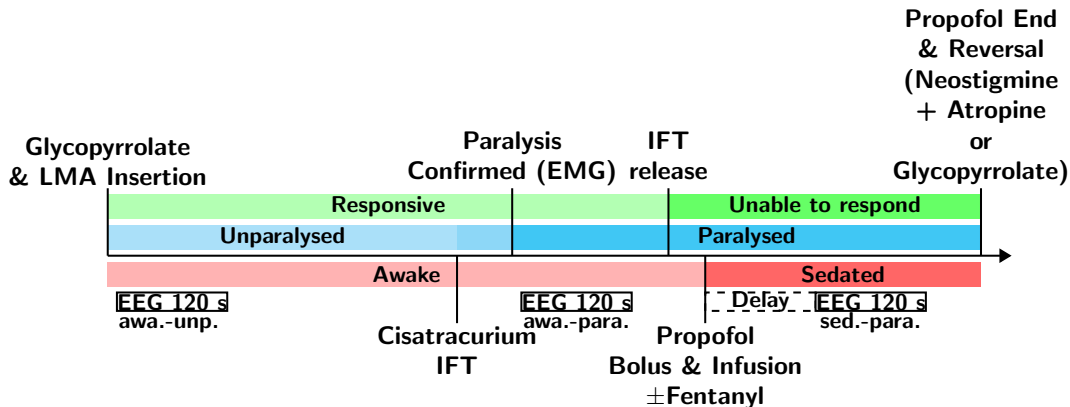 Propofol End
& Reversal
(Neostigmine
+ Atropine
or
Glycopyrrolate)
Glycopyrrolate
& LMA Insertion
Paralysis
Confirmed (EMG)
IFT
release
Responsive
Unable to respond
Unparalysed
Paralysed
Awake
Sedated
EEG 120 s
awa.-unp.
EEG 120 s
awa.-para.
Delay
EEG 120 s
sed.-para.
Cisatracurium
IFT
Propofol
Bolus & Infusion
±Fentanyl